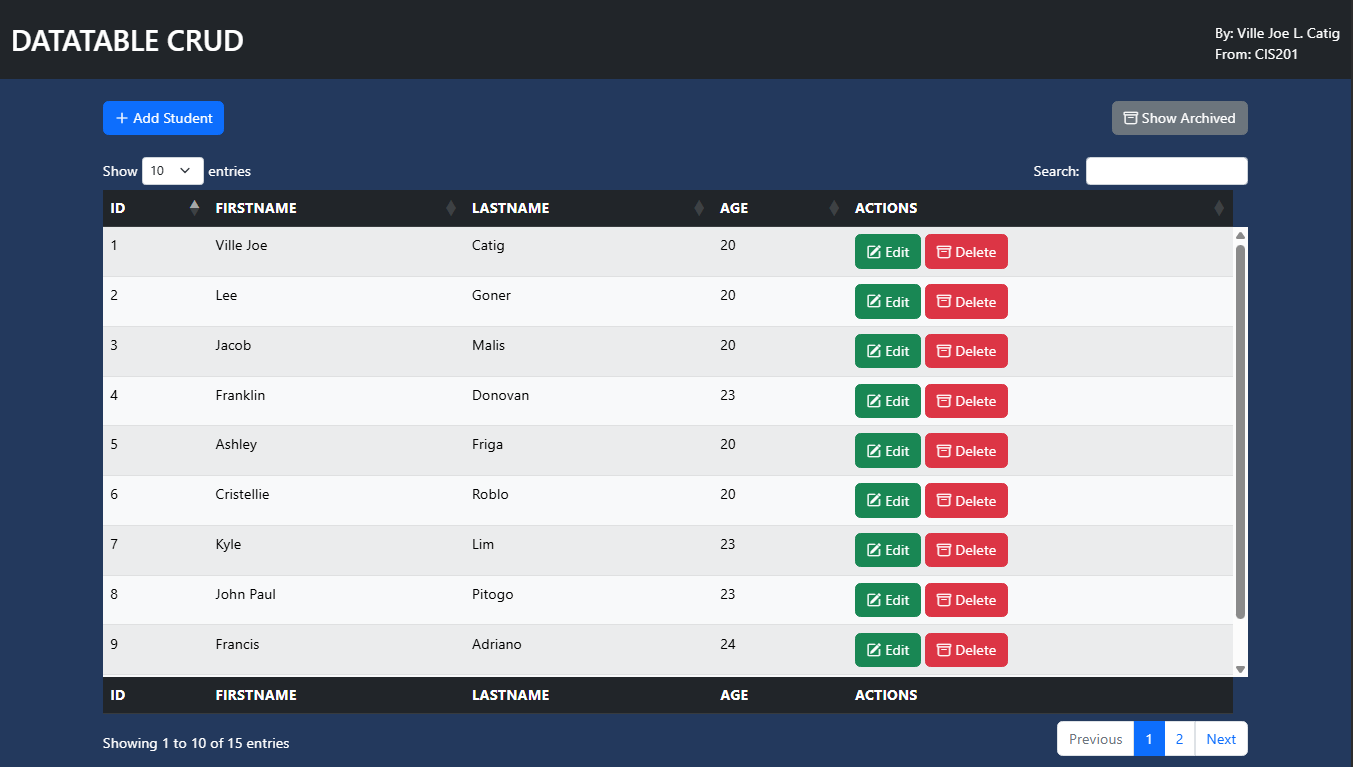 DATATABLE CRUD
By: Ville Joe L. Catig
From: CIS201
+ Add Student
Show Archived
Show 10 entries
Search:
ID FIRSTNAME LASTNAME AGE ACTIONS
1 Ville Joe Catig 20 Edit Delete
2 Lee Goner 20 Edit Delete
3 Jacob Malis 20 Edit Delete
4 Franklin Donovan 23 Edit Delete
5 Ashley Friga 20 Edit Delete
6 Cristellie Roblo 20 Edit Delete
7 Kyle Lim 23 Edit Delete
8 John Paul Pitogo 23 Edit Delete
9 Francis Adriano 24 Edit Delete
ID FIRSTNAME LASTNAME AGE ACTIONS
Showing 1 to 10 of 15 entries
Previous 1 2 Next